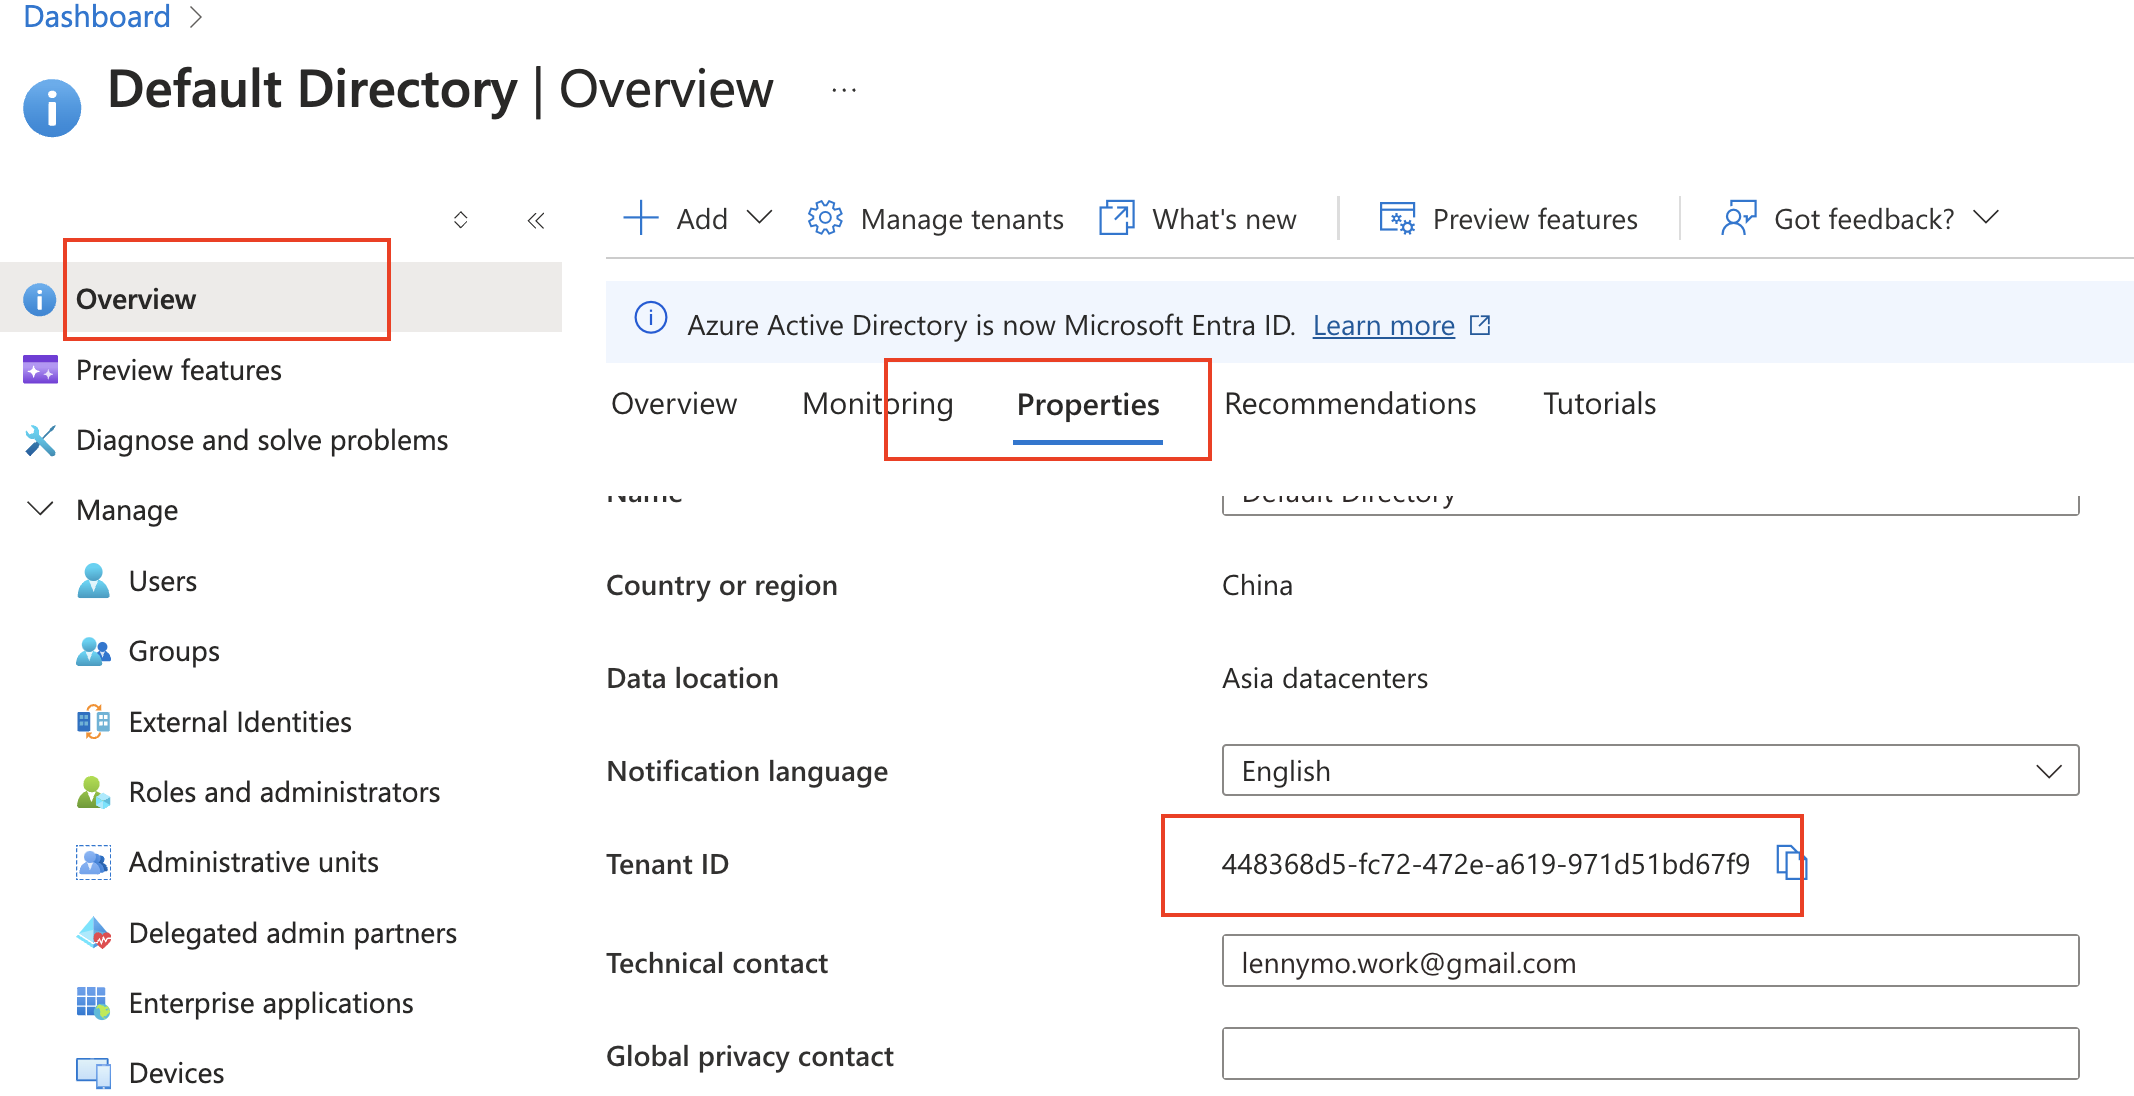 Dashboard
Default Directory | Overview ...
Add
Manage tenants
What's new
Preview features
Got feedback?
Overview
Preview features
Diagnose and solve problems
Manage
Users
Groups
External Identities
Roles and administrators
Administrative units
Delegated admin partners
Enterprise applications
Devices
Azure Active Directory is now Microsoft Entra ID. Learn more
Overview Monitoring Properties Recommendations Tutorials
Name Default Directory
Country or region China
Data location Asia datacenters
Notification language English
Tenant ID 448368d5-fc72-472e-a619-971d51bd67f9
Technical contact lennymo.work@gmail.com
Global privacy contact